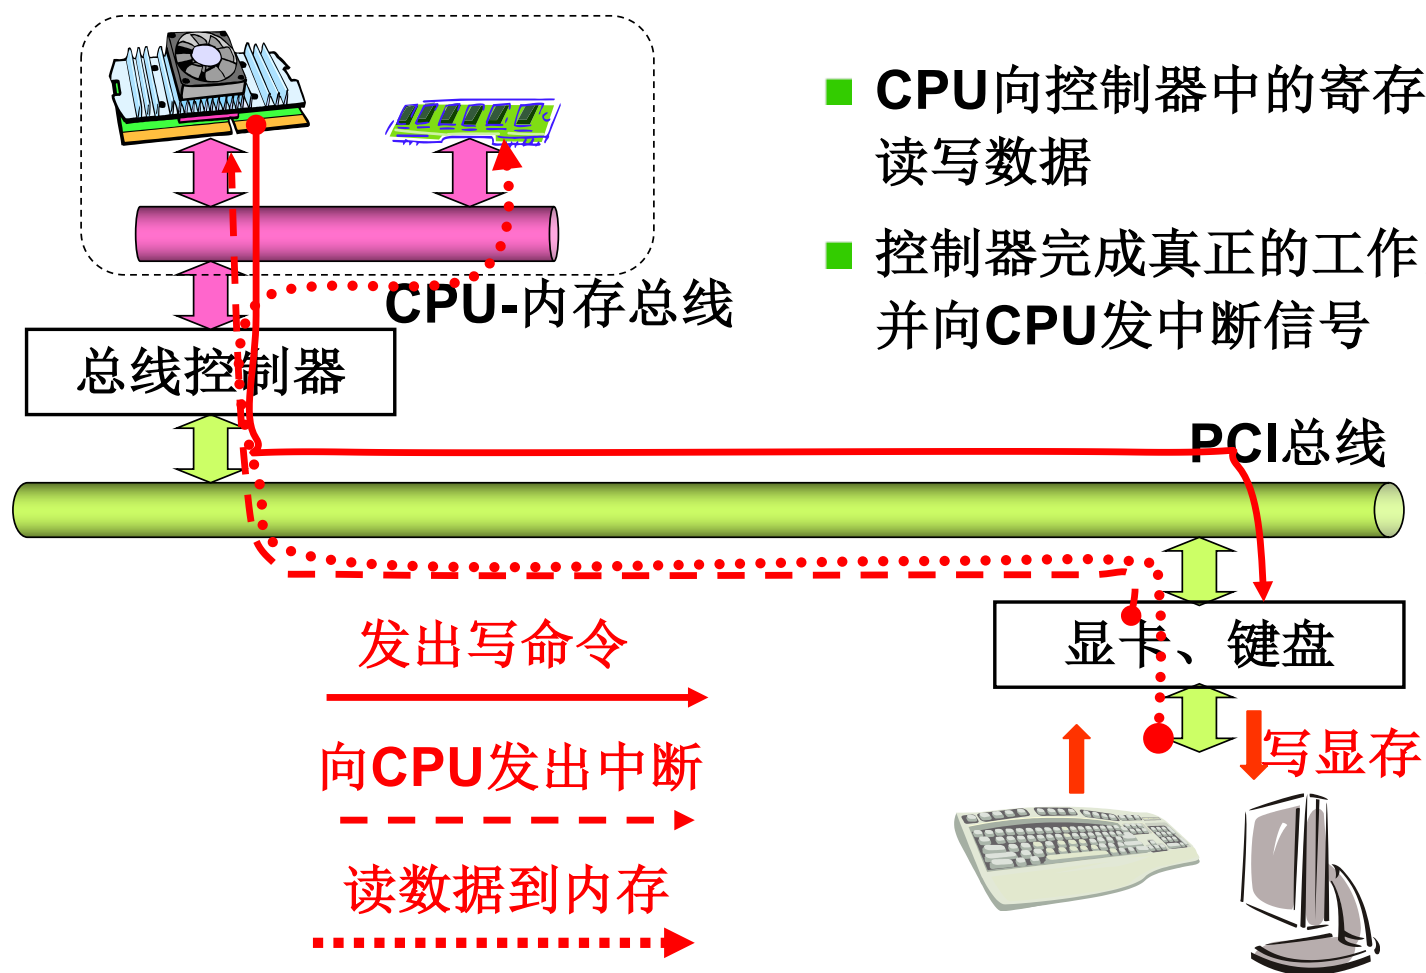 CPU向控制器中的寄存
读写数据
控制器完成真正的工作
并向CPU发中断信号
CPU-内存总线
总线控制器
PCI总线
发出写命令
显卡、键盘
向CPU发出中断
写显存
读数据到内存